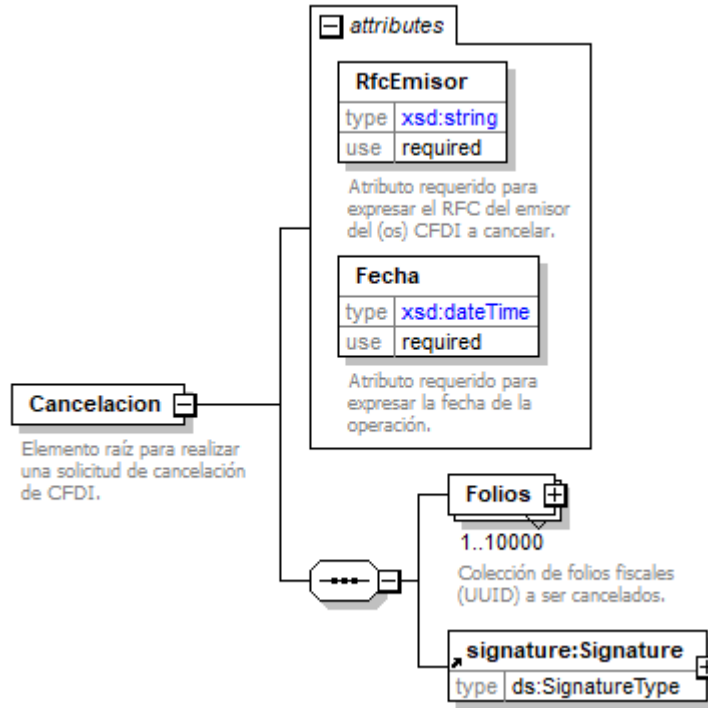 attributes
RfcEmisor
type xsd:string
use required
Atributo requerido para
expresar el RFC del emisor
del (os) CFDI a cancelar.
Fecha
type xsd:dateTime
use required
Atributo requerido para
expresar la fecha de la
operación.
Cancelacion
Elemento raíz para realizar
una solicitud de cancelación
de CFDI.
Folios
1..10000
Colección de folios fiscales
(UUID) a ser cancelados.
signature:Signature
type ds:SignatureType